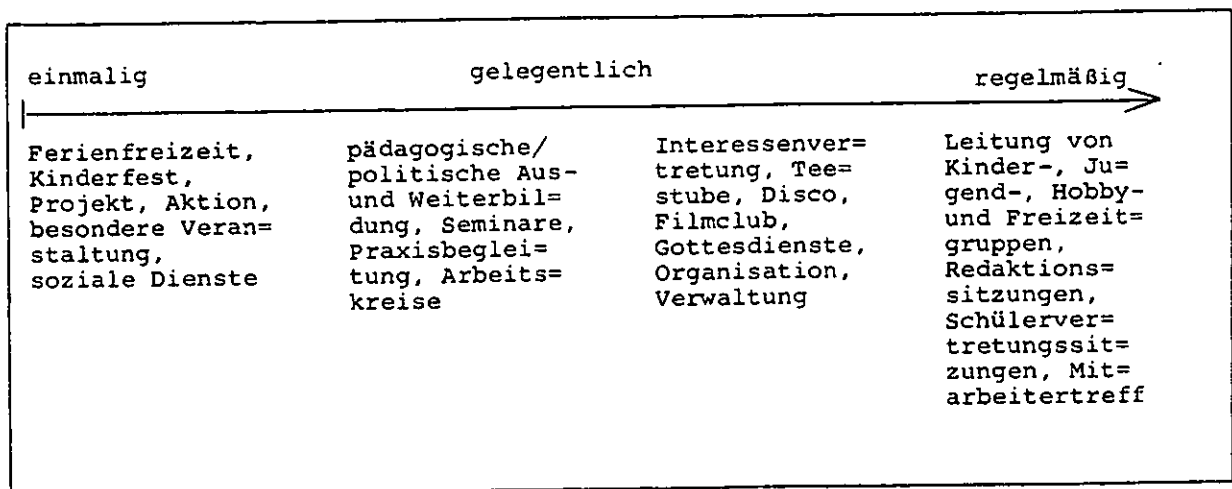 einmalig gelegentlich regelmäßig
Ferienfreizeit,
Kinderfest,
Projekt, Aktion,
besondere Veran=
staltung,
soziale Dienste
pädagogische/
politische Aus-
und Weiterbil=
dung, Seminare,
Praxisbeglei=
tung, Arbeits=
kreise
Interessenver=
tretung, Tee=
stube, Disco,
Filmclub,
Gottesdienste,
Organisation,
Verwaltung
Leitung von
Kinder-, Ju=
gend-, Hobby-
und Freizeit=
gruppen,
Redaktions=
sitzungen,
Schülerver=
tretungssit=
zungen, Mit=
arbeitertreff